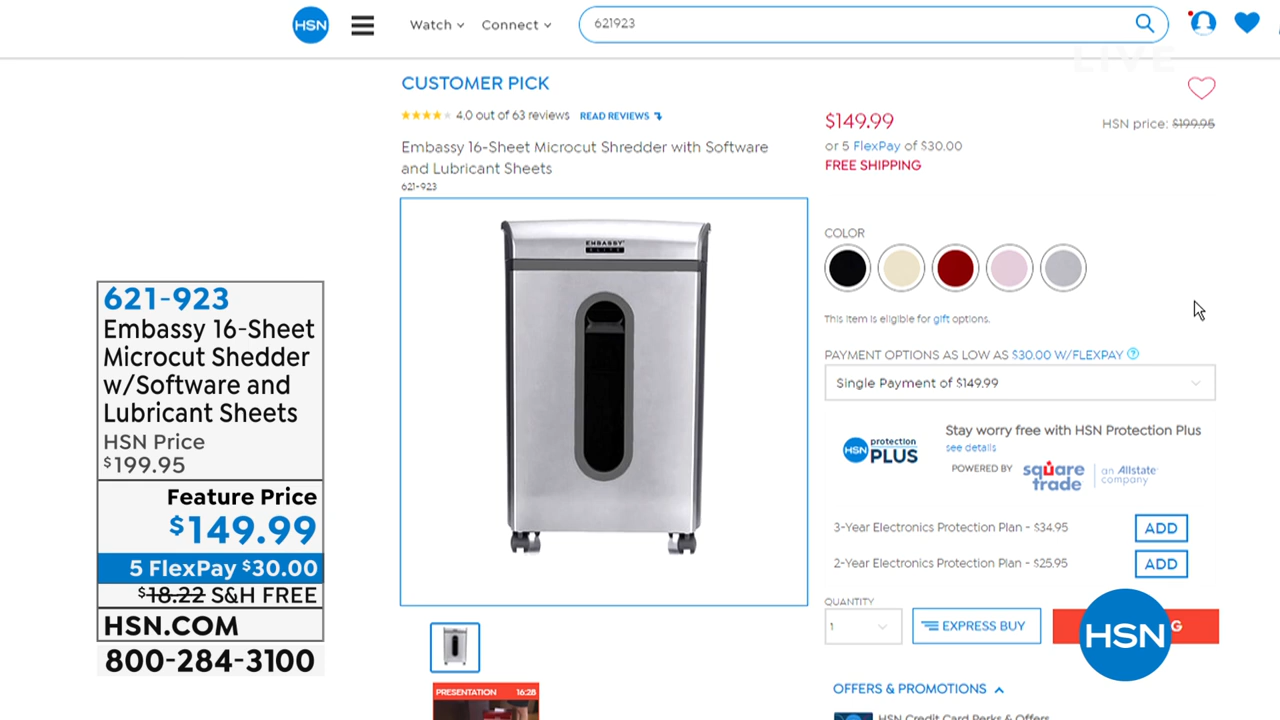 HSN
Watch
Connect
621923
LIVE
CUSTOMER PICK
4.0 out of 63 reviews READ REVIEWS
Embassy 16-Sheet Microcut Shredder with Software
and Lubricant Sheets
621-923
EMBASSY
$149.99
HSN price: $199.95
or 5 FlexPay of $30.00
FREE SHIPPING
COLOR
This item is eligible for gift options.
PAYMENT OPTIONS AS LOW AS $30.00 W/FLEXPAY ?
Single Payment of $149.99
HSN protection PLUS
Stay worry free with HSN Protection Plus
see details
POWERED BY square trade an Allstate company
3-Year Electronics Protection Plan - $34.95 ADD
2-Year Electronics Protection Plan - $25.95 ADD
QUANTITY
1
EXPRESS BUY
G
HSN
OFFERS & PROMOTIONS
HSN Credit Card Perks & Offers
PRESENTATION 16:28
621-923
Embassy 16-Sheet
Microcut Shedder
w/Software and
Lubricant Sheets
HSN Price
$199.95
Feature Price
$149.99
5 FlexPay $30.00
$18.22 S&H FREE
HSN.COM
800-284-3100